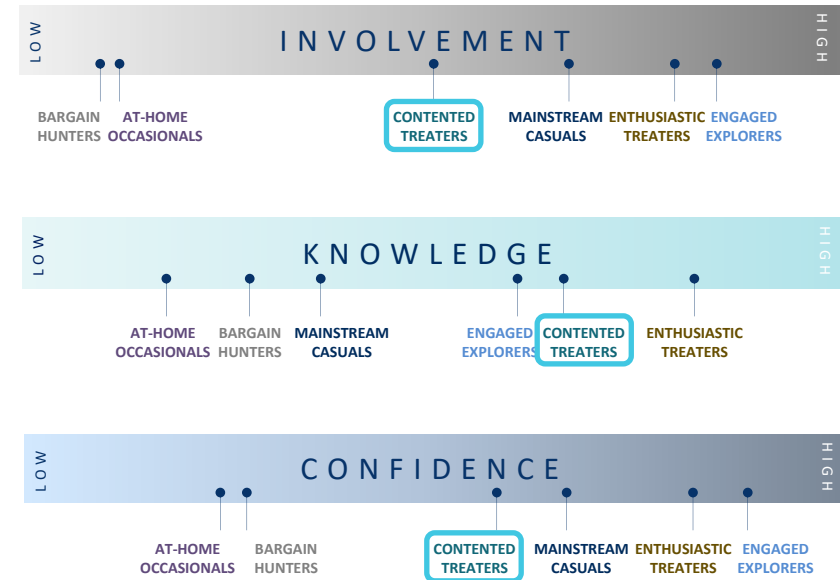 LOW
INVOLVEMENT
HIGH
BARGAIN
HUNTERS
AT-HOME
OCCASIONALS
CONTENTED
TREATERS
MAINSTREAM
CASUALS
ENTHUSIASTIC
TREATERS
ENGAGED
EXPLORERS
LOW
KNOWLEDGE
HIGH
AT-HOME
OCCASIONALS
BARGAIN
HUNTERS
MAINSTREAM
CASUALS
ENGAGED
EXPLORERS
CONTENTED
TREATERS
ENTHUSIASTIC
TREATERS
LOW
CONFIDENCE
HIGH
AT-HOME
OCCASIONALS
BARGAIN
HUNTERS
CONTENTED
TREATERS
MAINSTREAM
CASUALS
ENTHUSIASTIC
TREATERS
ENGAGED
EXPLORERS